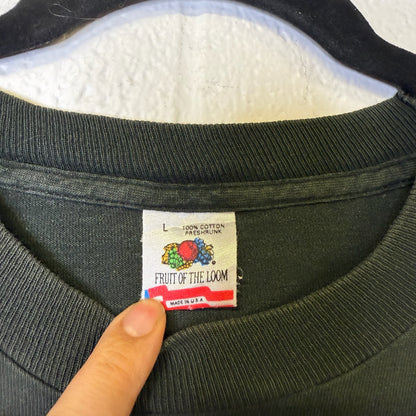 L 100% COTTON
PRESHRUNK
FRUIT OF THE LOOM
MADE IN U.S.A.